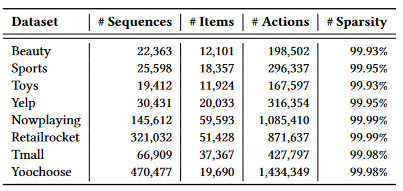 Dataset # Sequences # Items # Actions # Sparsity
Beauty 22,363 12,101 198,502 99.93%
Sports 25,598 18,357 296,337 99.95%
Toys 19,412 11,924 167,597 99.93%
Yelp 30,431 20,033 316,354 99.95%
Nowplaying 145,612 59,593 1,085,410 99.99%
Retailrocket 321,032 51,428 871,637 99.99%
Tmall 66,909 37,367 427,797 99.98%
Yoochoose 470,477 19,690 1,434,349 99.98%